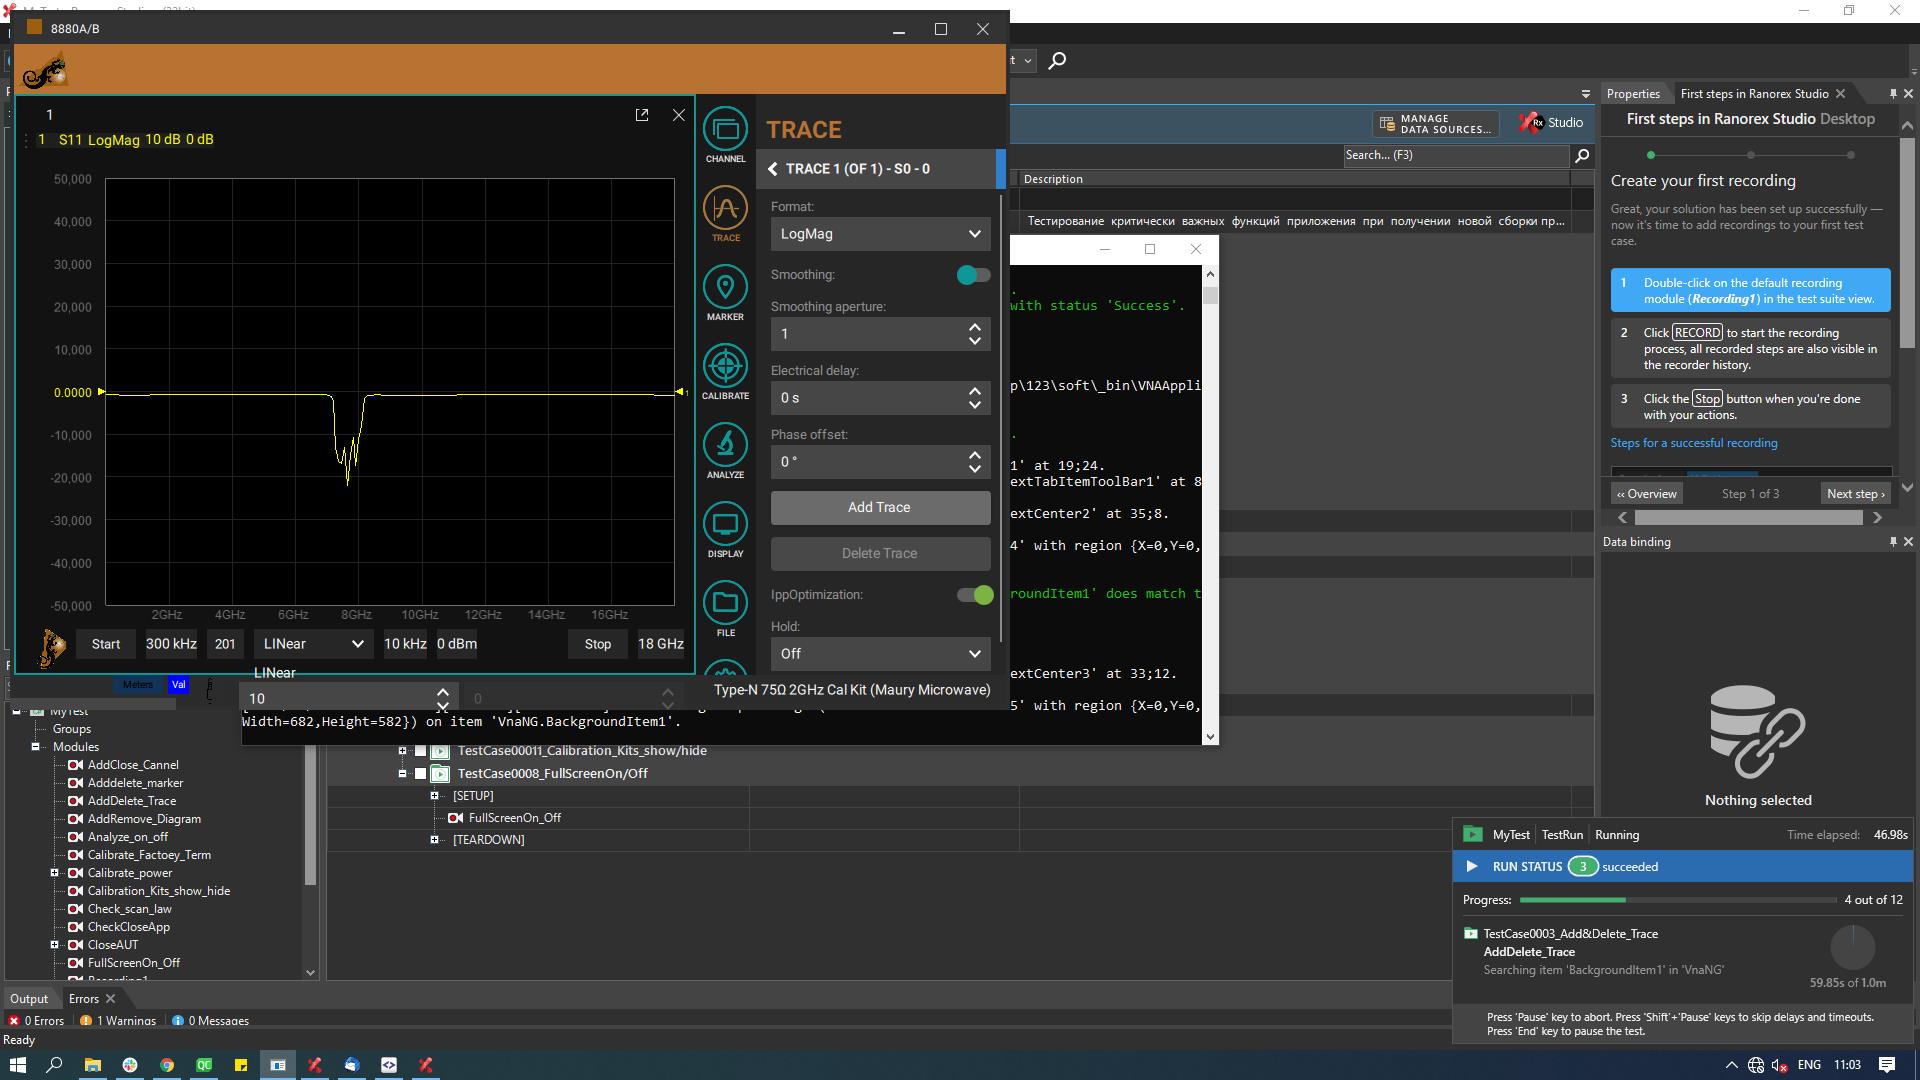 8880A/B
1
1 S11 LogMag 10 dB 0 dB
50,000
40,000
30,000
20,000
10,000
0.0000
-10,000
-20,000
-30,000
-40,000
-50,000
2GHz 4GHz 6GHz 8GHz 10GHz 12GHz 14GHz 16GHz
1
Start 300 kHz 201 LINear 10 kHz 0 dBm Stop 18 GHz
LINear
Meters Val
10
0
Type-N 75Ω 2GHz Cal Kit (Maury Microwave)
CHANNEL
TRACE
MARKER
CALIBRATE
ANALYZE
DISPLAY
FILE
TRACE
TRACE 1 (OF 1) - S0 - 0
Format:
LogMag
Smoothing:
Smoothing aperture:
1
Electrical delay:
0 s
Phase offset:
0 °
Add Trace
Delete Trace
IppOptimization:
Hold:
Off
MANAGE
DATA SOURCES...
Rx Studio
Search... (F3)
Description
Тестирование критически важных функций приложения при получении новой сборки пр...
.
with status 'Success'.
p\123\soft\_bin\VNAAppli
.
1' at 19;24.
extTabItemToolBar1' at 8
extCenter2' at 35;8.
4' with region {X=0,Y=0,
roundItem1' does match t
extCenter3' at 33;12.
5' with region {X=0,Y=0,
Width=682,Height=582}) on item 'VnaNG.BackgroundItem1'.
MyTest
Groups
Modules
AddClose_Cannel
Adddelete_marker
AddDelete_Trace
AddRemove_Diagram
Analyze_on_off
Calibrate_Factoey_Term
Calibrate_power
Calibration_Kits_show_hide
Check_scan_law
CheckCloseApp
CloseAUT
FullScreenOn_Off
Recording1
TestCase00011_Calibration_Kits_show/hide
TestCase0008_FullScreenOn/Off
[SETUP]
FullScreenOn_Off
[TEARDOWN]
Properties First steps in Ranorex Studio
First steps in Ranorex Studio Desktop
Create your first recording
Great, your solution has been set up successfully —
now it's time to add recordings to your first test
case.
1 Double-click on the default recording
module (Recording1) in the test suite view.
2 Click RECORD to start the recording
process, all recorded steps are also visible in
the recorder history.
3 Click the Stop button when you're done
with your actions.
Steps for a successful recording
‹‹ Overview Step 1 of 3 Next step ›
Data binding
Nothing selected
MyTest TestRun Running Time elapsed: 46.98s
RUN STATUS 3 succeeded
Progress: 4 out of 12
TestCase0003_Add&Delete_Trace
AddDelete_Trace
Searching item 'BackgroundItem1' in 'VnaNG'
59.85s of 1.0m
Press 'Pause' key to abort. Press 'Shift'+'Pause' keys to skip delays and timeouts.
Press 'End' key to pause the test.
Output Errors
0 Errors 1 Warnings 0 Messages
Ready
QC
ENG 11:03